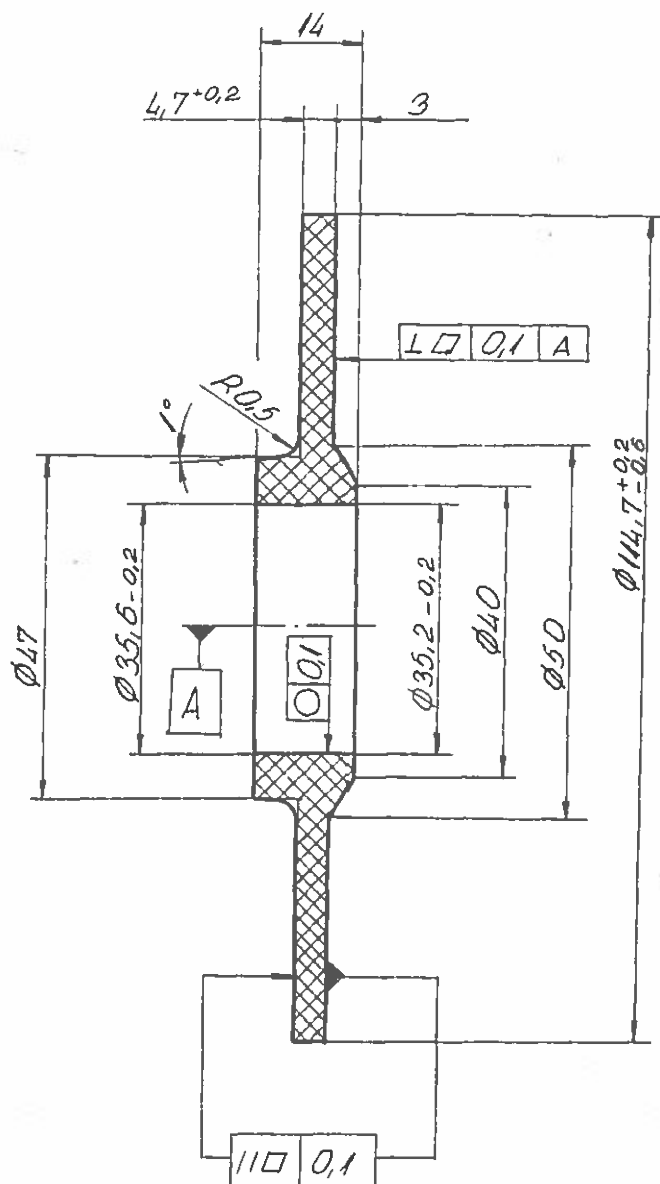 14
4,7+0,2
3
⊥ ▱ 0,1 A
R0,5
1°
Ø47
Ø35,6-0,2
A
○ 0,1
Ø35,2-0,2
Ø40
Ø50
Ø114,7+0,2-0,6
// ▱ 0,1